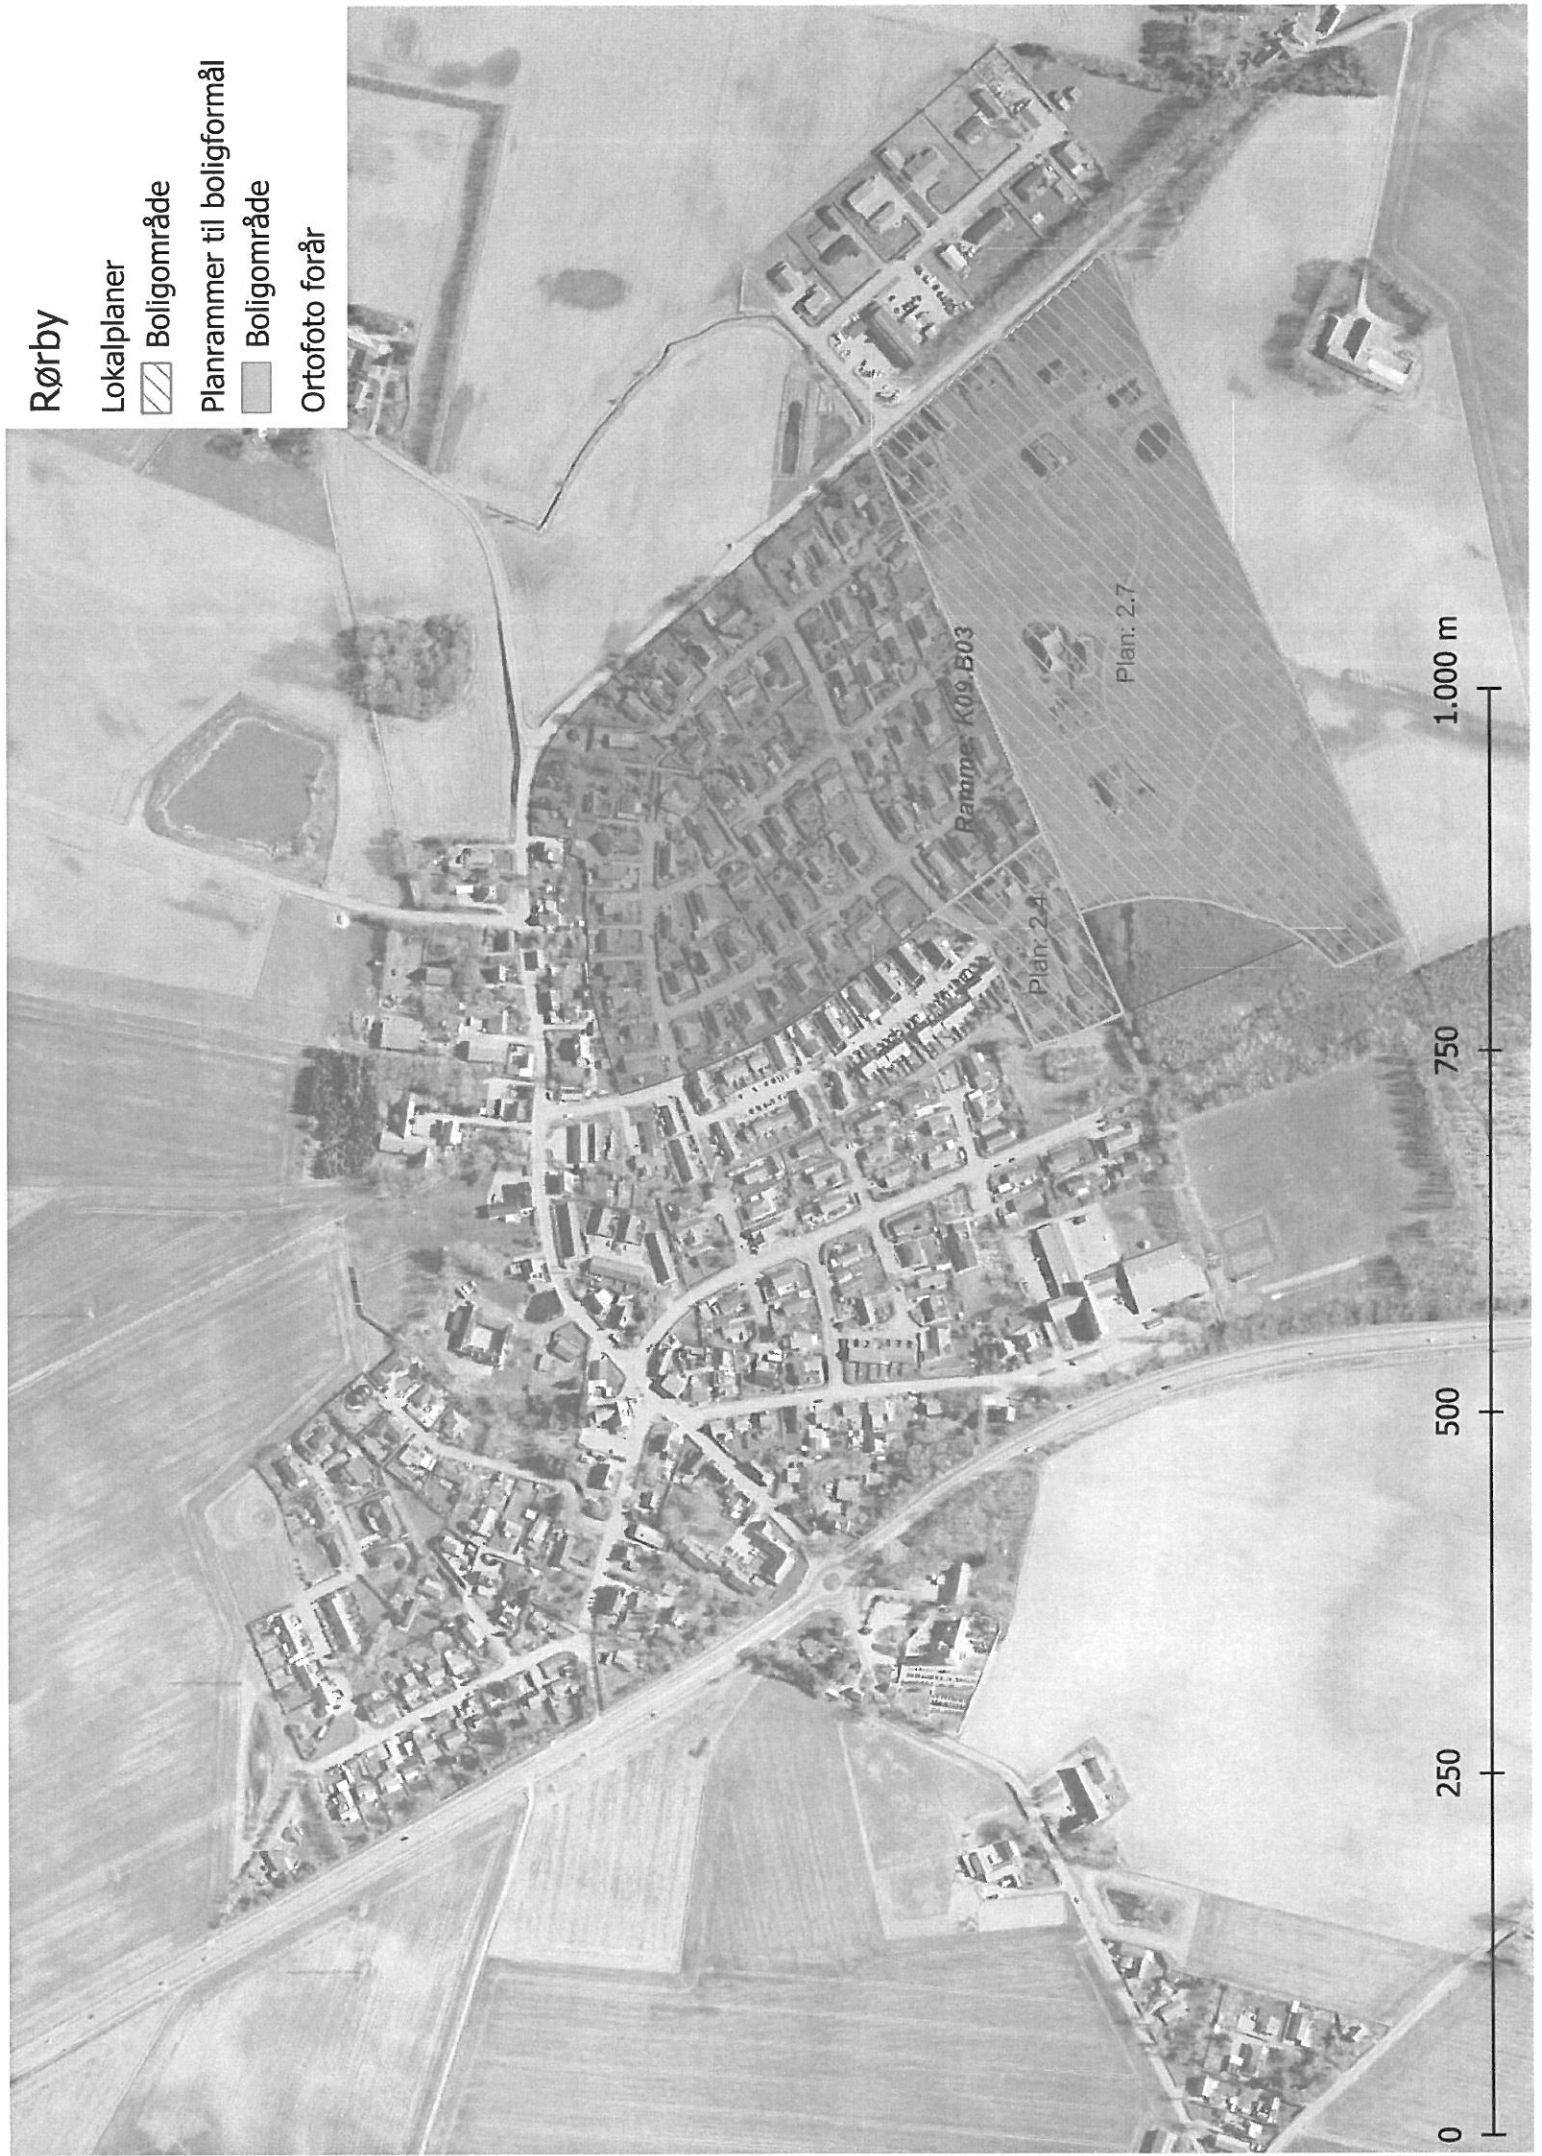 Rørby
Lokalplaner
Boligområde
Planrammer til boligformål
Boligområde
Ortofoto forår
Ramme: K09.B03
Plan: 2.7
Plan: 2.4
0 250 500 750 1.000 m